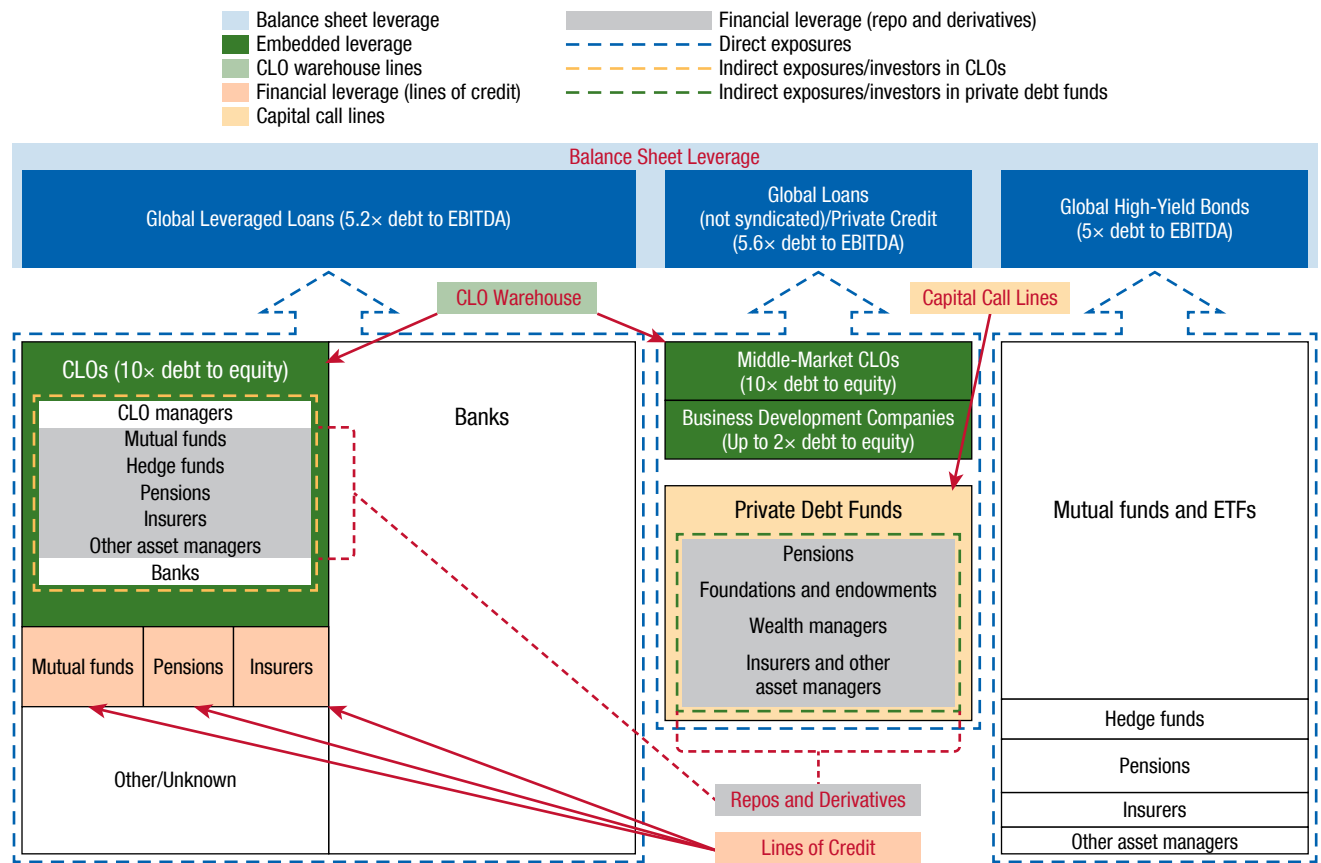 Balance sheet leverage
Embedded leverage
CLO warehouse lines
Financial leverage (lines of credit)
Capital call lines
Financial leverage (repo and derivatives)
Direct exposures
Indirect exposures/investors in CLOs
Indirect exposures/investors in private debt funds
Balance Sheet Leverage
Global Leveraged Loans (5.2× debt to EBITDA)
Global Loans
(not syndicated)/Private Credit
(5.6× debt to EBITDA)
Global High-Yield Bonds
(5× debt to EBITDA)
CLO Warehouse
Capital Call Lines
CLOs (10× debt to equity)
CLO managers
Mutual funds
Hedge funds
Pensions
Insurers
Other asset managers
Banks
Mutual funds
Pensions
Insurers
Other/Unknown
Banks
Middle-Market CLOs
(10× debt to equity)
Business Development Companies
(Up to 2× debt to equity)
Private Debt Funds
Pensions
Foundations and endowments
Wealth managers
Insurers and other
asset managers
Repos and Derivatives
Lines of Credit
Mutual funds and ETFs
Hedge funds
Pensions
Insurers
Other asset managers